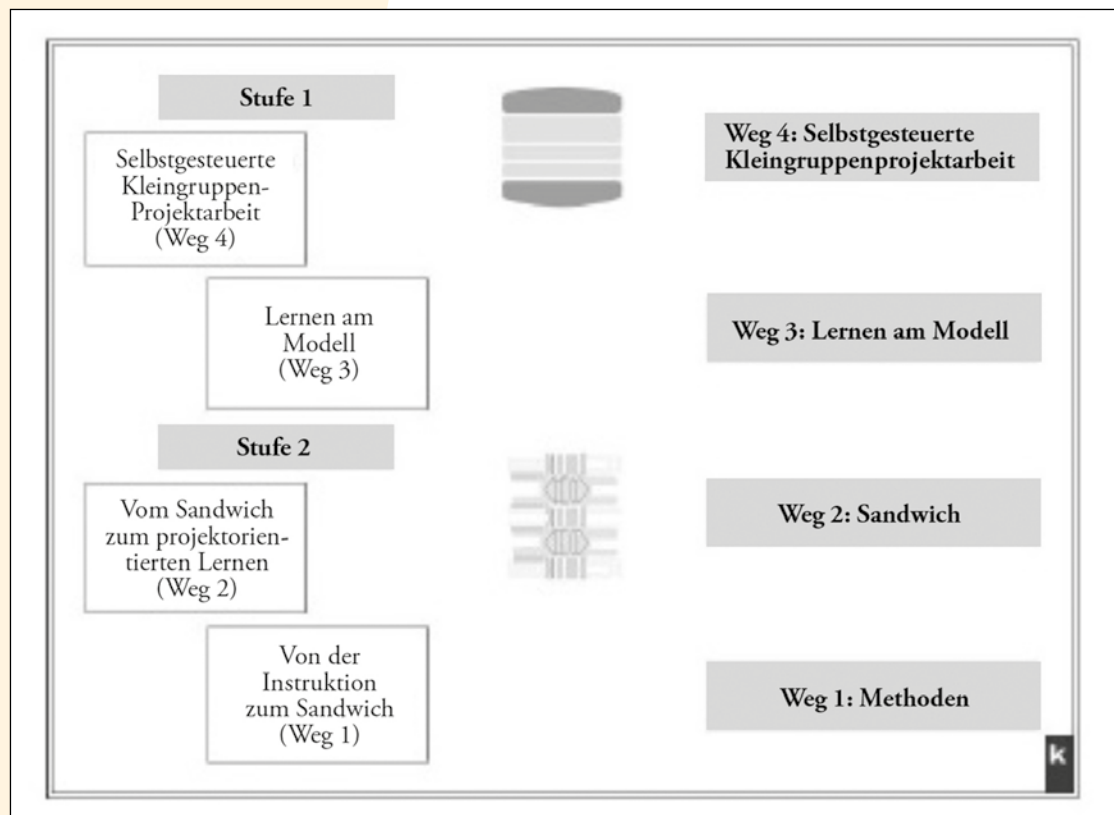 Stufe 1
Selbstgesteuerte
Kleingruppen-
Projektarbeit
(Weg 4)
Lernen am
Modell
(Weg 3)
Stufe 2
Vom Sandwich
zum projektorien-
tierten Lernen
(Weg 2)
Von der
Instruktion
zum Sandwich
(Weg 1)
Weg 4: Selbstgesteuerte
Kleingruppenprojektarbeit
Weg 3: Lernen am Modell
Weg 2: Sandwich
Weg 1: Methoden
k